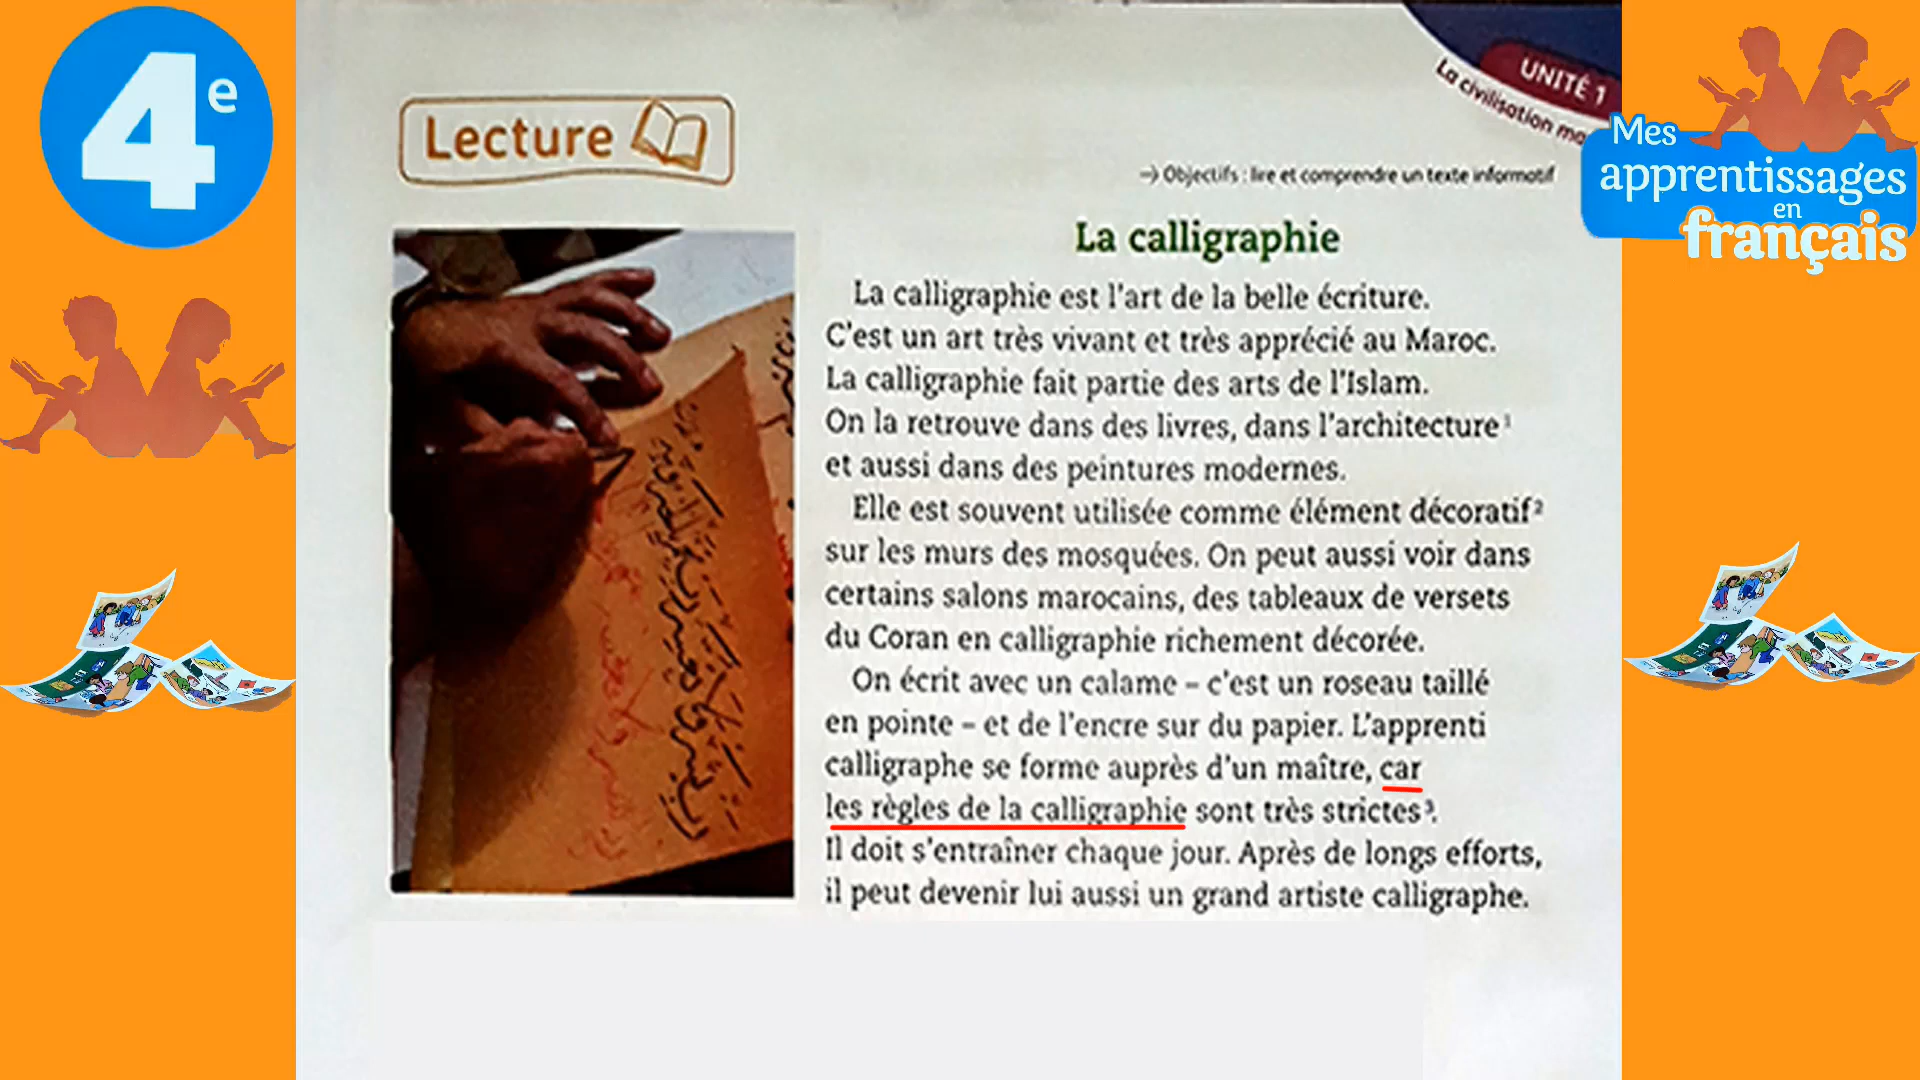 4e
UNITÉ 1
La civilisation
Lecture
Mes
apprentissages
en
français
→ Objectifs : lire et comprendre un texte informatif
La calligraphie
La calligraphie est l'art de la belle écriture.
C'est un art très vivant et très apprécié au Maroc.
La calligraphie fait partie des arts de l'Islam.
On la retrouve dans des livres, dans l'architecture¹
et aussi dans des peintures modernes.
Elle est souvent utilisée comme élément décoratif²
sur les murs des mosquées. On peut aussi voir dans
certains salons marocains, des tableaux de versets
du Coran en calligraphie richement décorée.
On écrit avec un calame – c'est un roseau taillé
en pointe – et de l'encre sur du papier. L'apprenti
calligraphe se forme auprès d'un maître, car
les règles de la calligraphie sont très strictes³.
Il doit s'entraîner chaque jour. Après de longs efforts,
il peut devenir lui aussi un grand artiste calligraphe.